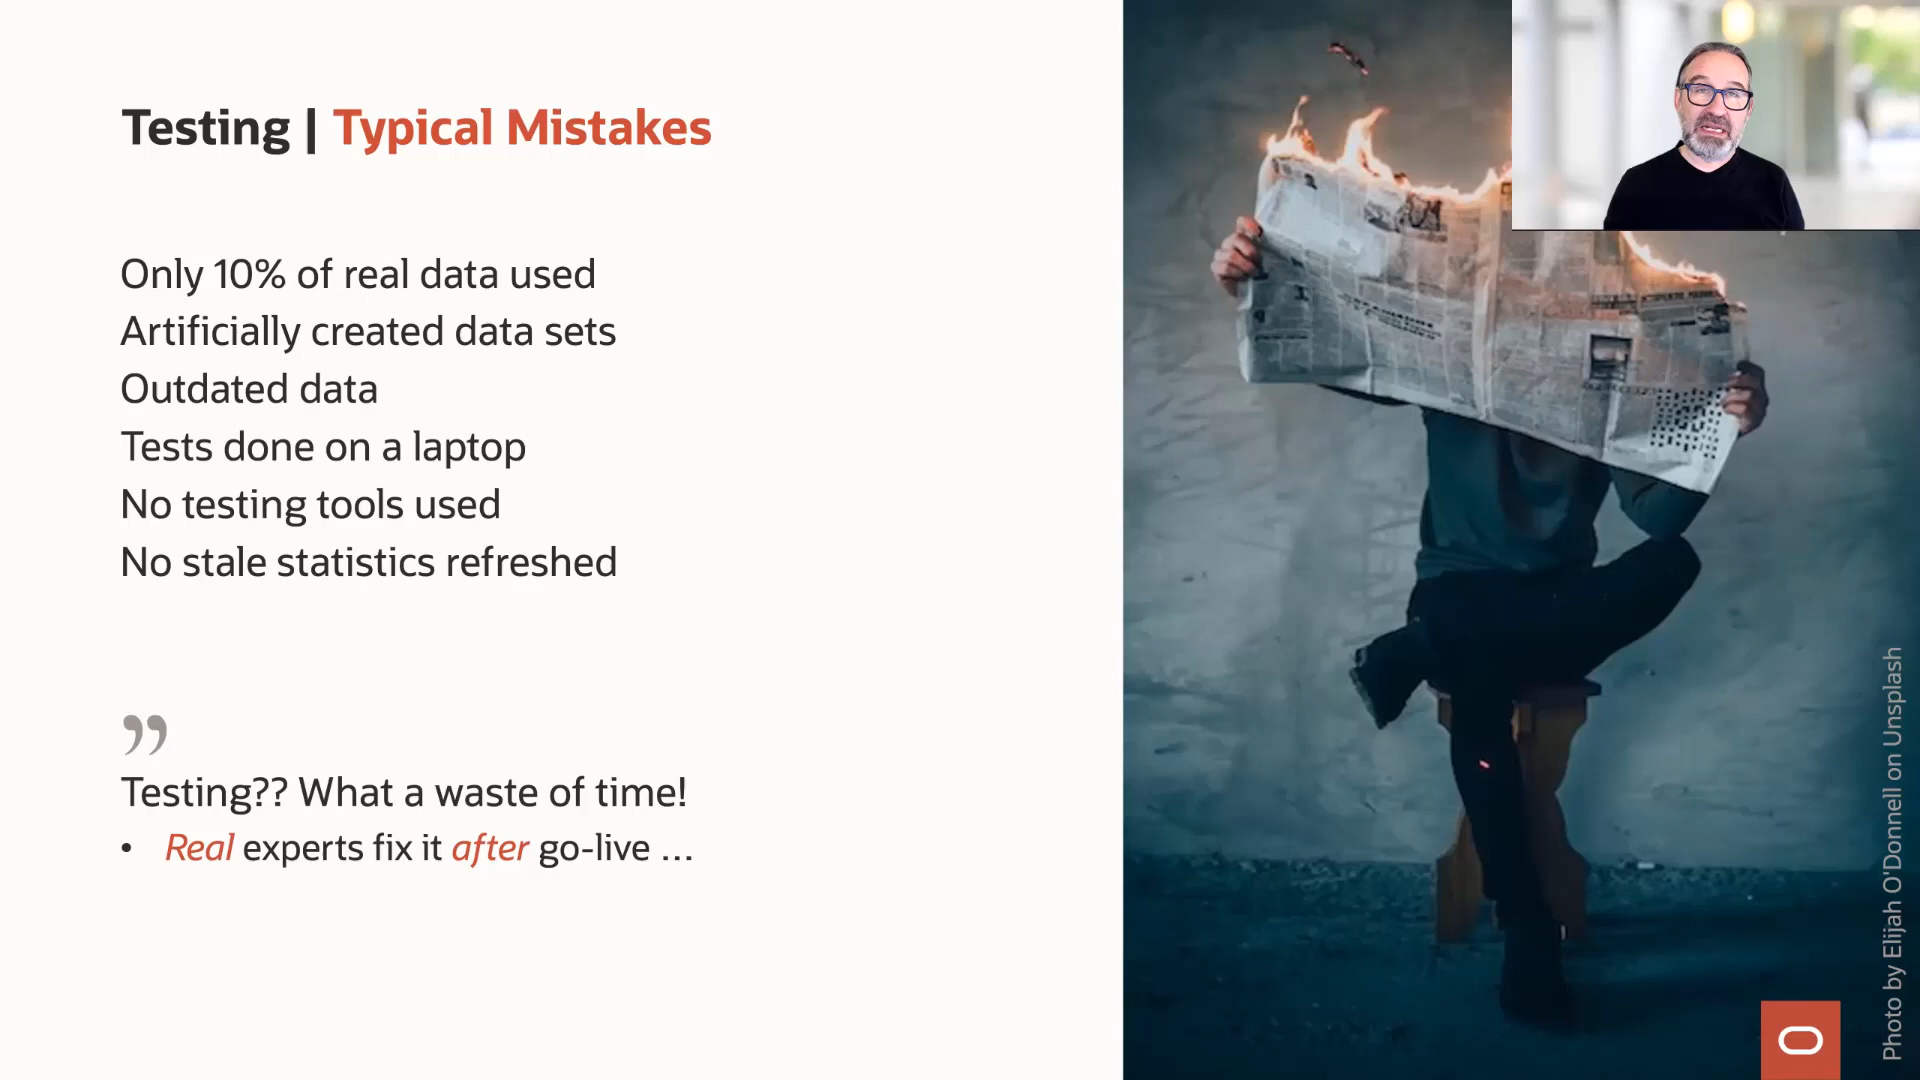 Testing | Typical Mistakes
Only 10% of real data used
Artificially created data sets
Outdated data
Tests done on a laptop
No testing tools used
No stale statistics refreshed
”
Testing?? What a waste of time!
• Real experts fix it after go-live ...
Photo by Elijah O'Donnell on Unsplash